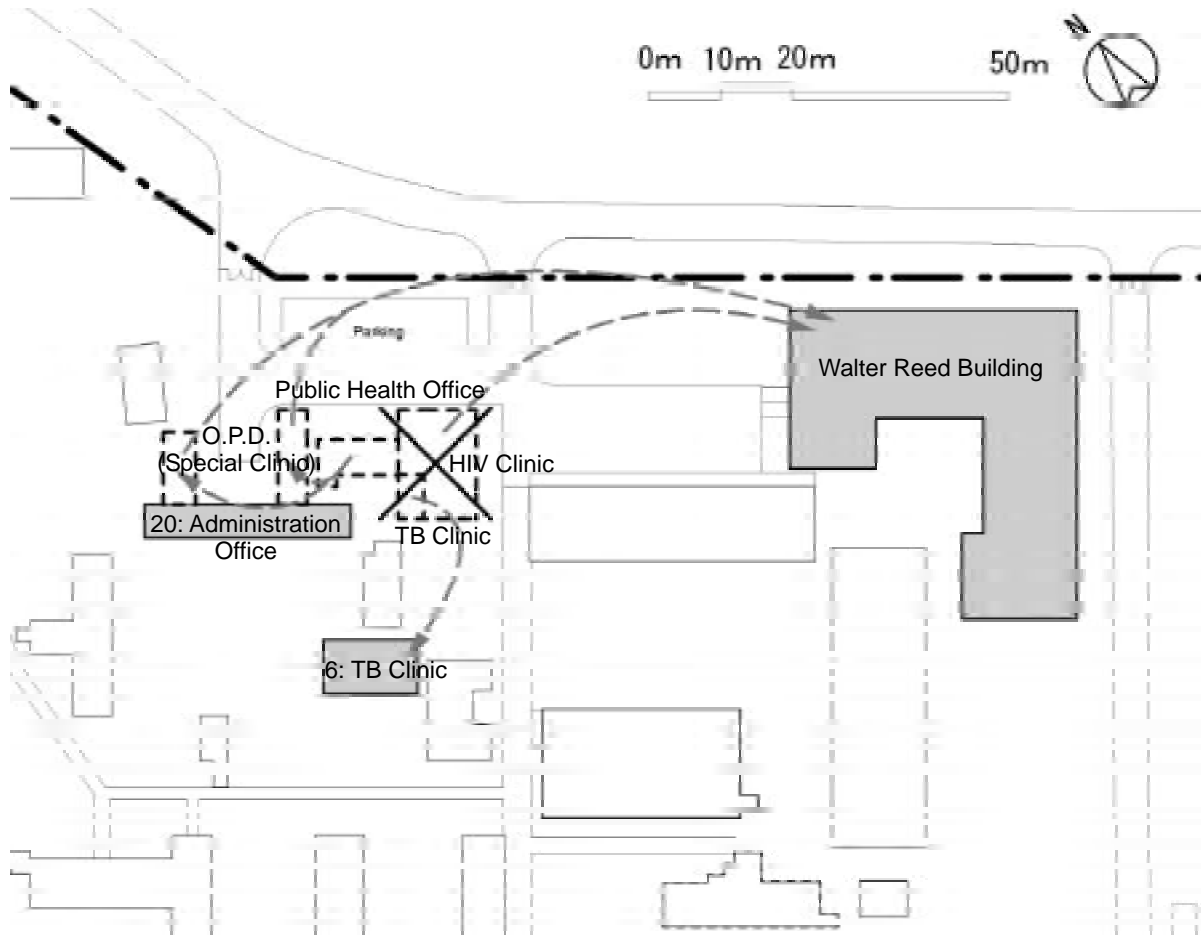 N
0m 10m 20m 50m
Parking
Walter Reed Building
Public Health Office
O.P.D.
(Special Clinic)
HIV Clinic
20: Administration
Office
TB Clinic
6: TB Clinic